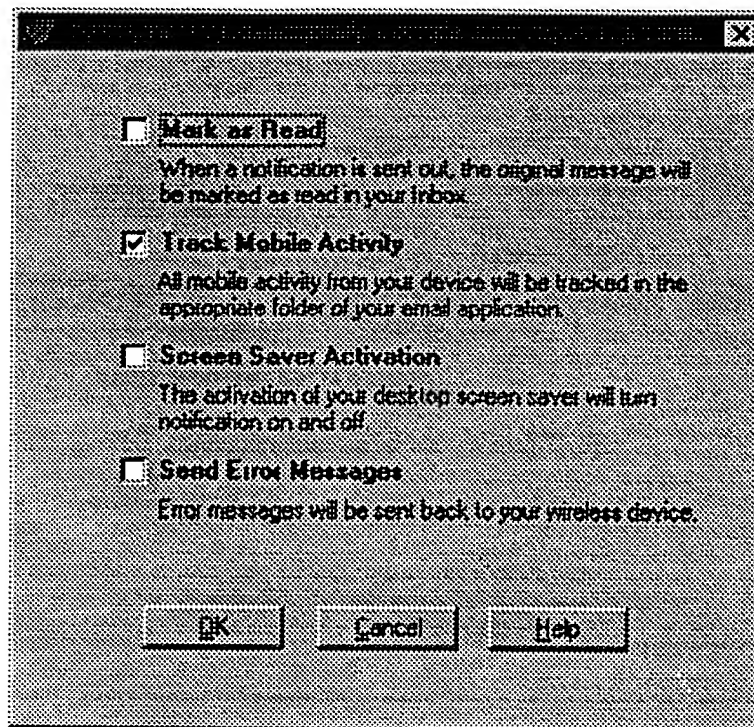 Mark as Read
When a notification is sent out, the original message will
be marked as read in your Inbox.
Track Mobile Activity
All mobile activity from your device will be tracked in the
appropriate folder of your email application.
Screen Saver Activation
The activation of your desktop screen saver will turn
notification on and off.
Send Error Messages
Error messages will be sent back to your wireless device.
OK
Cancel
Help